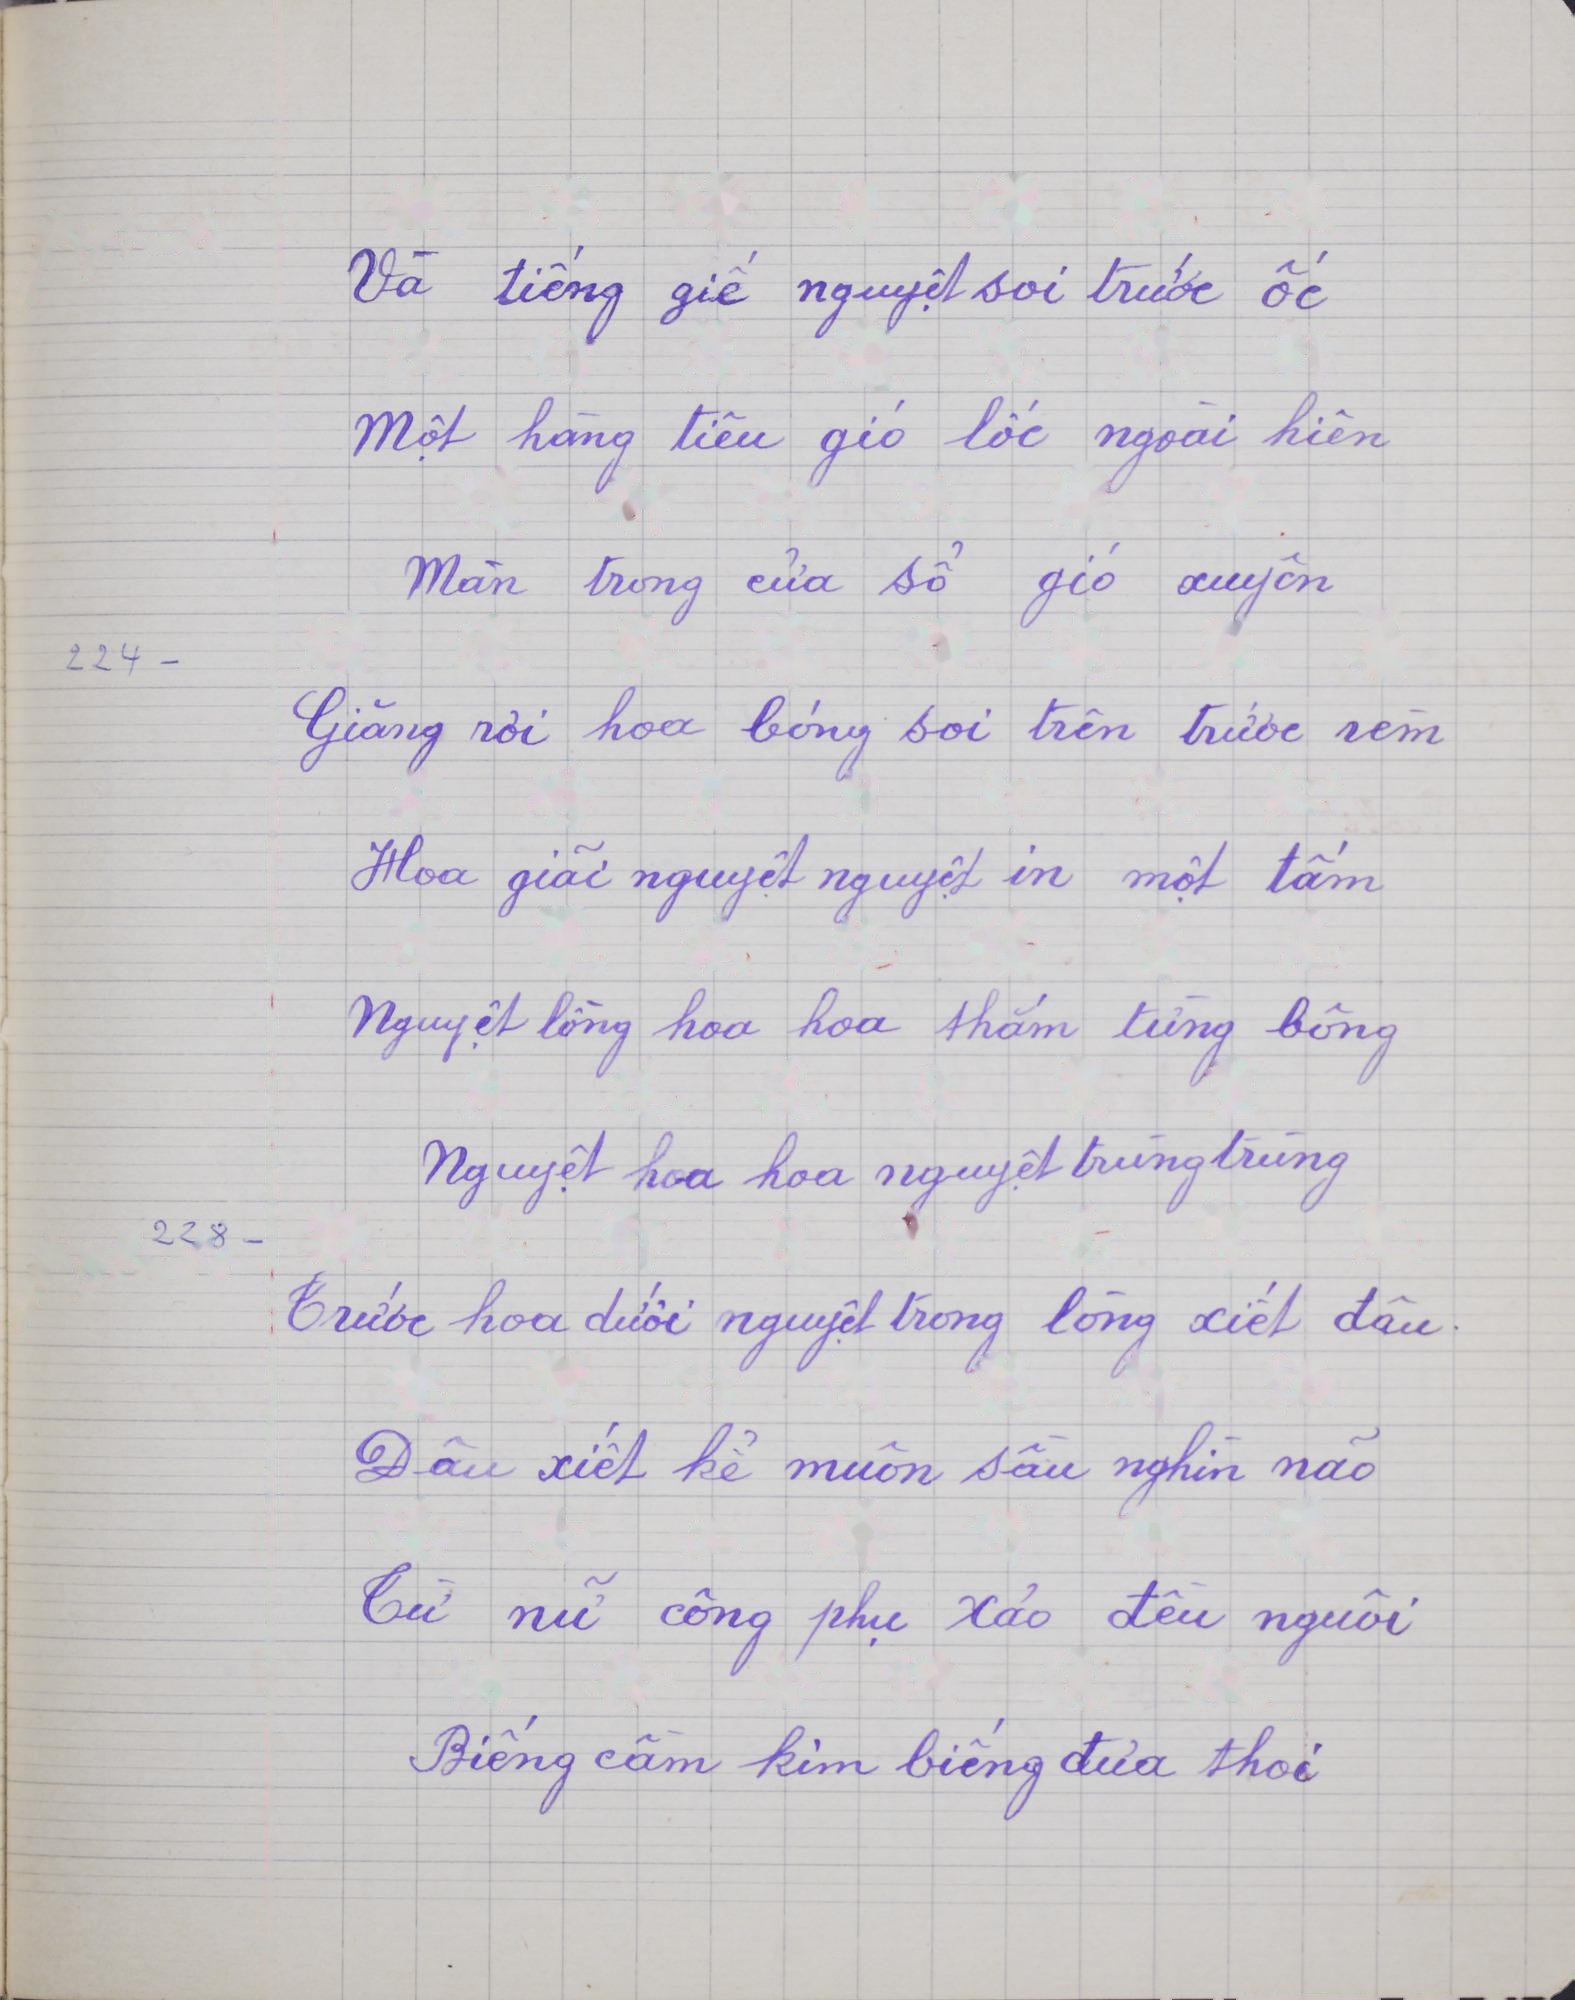 Và tiếng giế nguyệt soi trước ốc
Một hàng tiêu gió lốc ngoài hiên
Màn trong cửa sổ gió xuyên
224 -
Giăng rơi hoa bóng soi trên trước rèm
Hoa giãi nguyệt nguyệt in một tấm
Nguyệt lồng hoa hoa thắm từng bông
Nguyệt hoa hoa nguyệt trùng trùng
228 -
Trước hoa dưới nguyệt trong lòng xiết đâu.
Đâu xiết kể muôn sầu nghìn não
Từ nữ công phụ xảo đều nguôi
Biếng cầm kim biếng đưa thoi